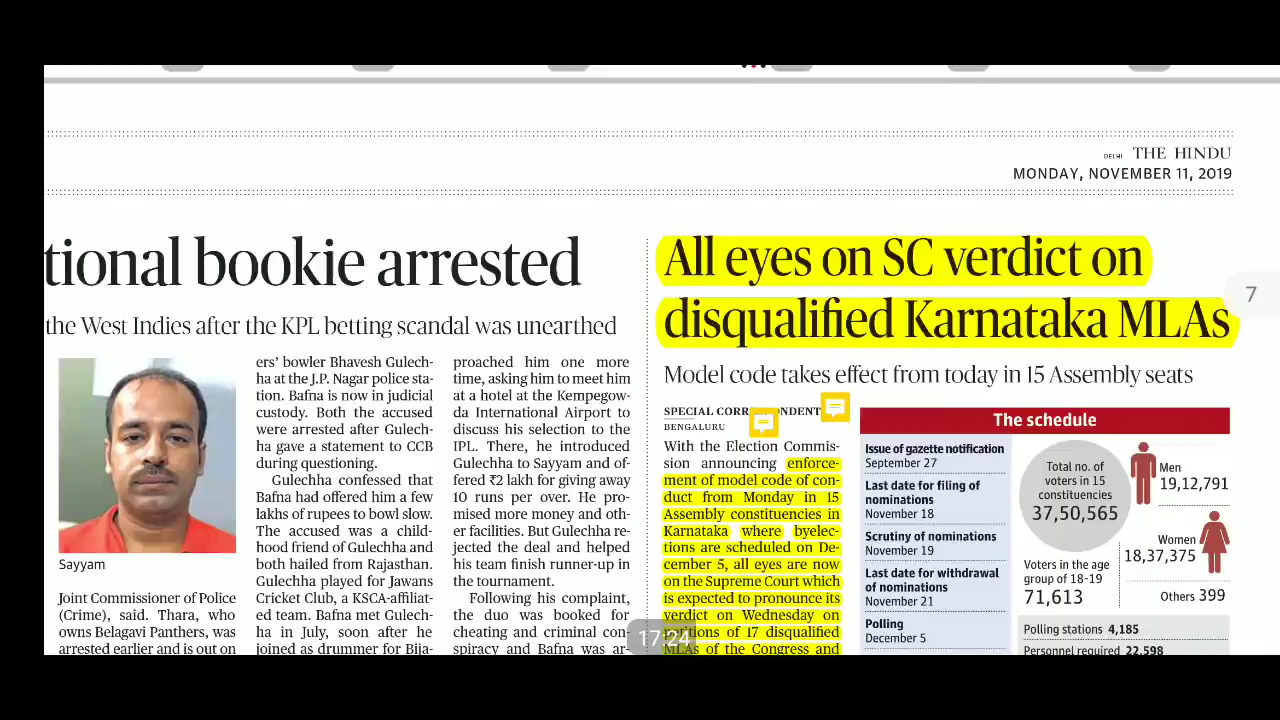 DELHI THE HINDU
MONDAY, NOVEMBER 11, 2019
tional bookie arrested
the West Indies after the KPL betting scandal was unearthed
Sayyam
Joint Commissioner of Police
(Crime), said. Thara, who
owns Belagavi Panthers, was
arrested earlier and is out on
ers' bowler Bhavesh Gulech-
ha at the J.P. Nagar police sta-
tion. Bafna is now in judicial
custody. Both the accused
were arrested after Gulech-
ha gave a statement to CCB
during questioning.
Gulechha confessed that
Bafna had offered him a few
lakhs of rupees to bowl slow.
The accused was a child-
hood friend of Gulechha and
both hailed from Rajasthan.
Gulechha played for Jawans
Cricket Club, a KSCA-affiliat-
ed team. Bafna met Gulech-
ha in July, soon after he
joined as drummer for Bija-
proached him one more
time, asking him to meet him
at a hotel at the Kempegow-
da International Airport to
discuss his selection to the
IPL. There, he introduced
Gulechha to Sayyam and of-
fered ₹2 lakh for giving away
10 runs per over. He pro-
mised more money and oth-
er facilities. But Gulechha re-
jected the deal and helped
his team finish runner-up in
the tournament.
Following his complaint,
the duo was booked for
cheating and criminal con-
spiracy and Bafna was ar-
All eyes on SC verdict on
disqualified Karnataka MLAs
7
Model code takes effect from today in 15 Assembly seats
SPECIAL
BENGALURU
With the Election Commis-
sion announcing enforce-
ment of model code of con-
duct from Monday in 15
Assembly constituencies in
Karnataka where byelec-
tions are scheduled on De-
cember 5, all eyes are now
on the Supreme Court which
is expected to pronounce its
verdict on Wednesday on
of 17 disqualified
MLAs of the Congress and
17:24
The schedule
Issue of gazette notification
September 27
Last date for filing of
nominations
November 18
Scrutiny of nominations
November 19
Last date for withdrawal
of nominations
November 21
Polling
December 5
Total no. of
voters in 15
constituencies
37,50,565
Men
19,12,791
Women
18,37,375
Others 399
Voters in the age
group of 18-19
71,613
Polling stations 4,185
Personnel required 22,598